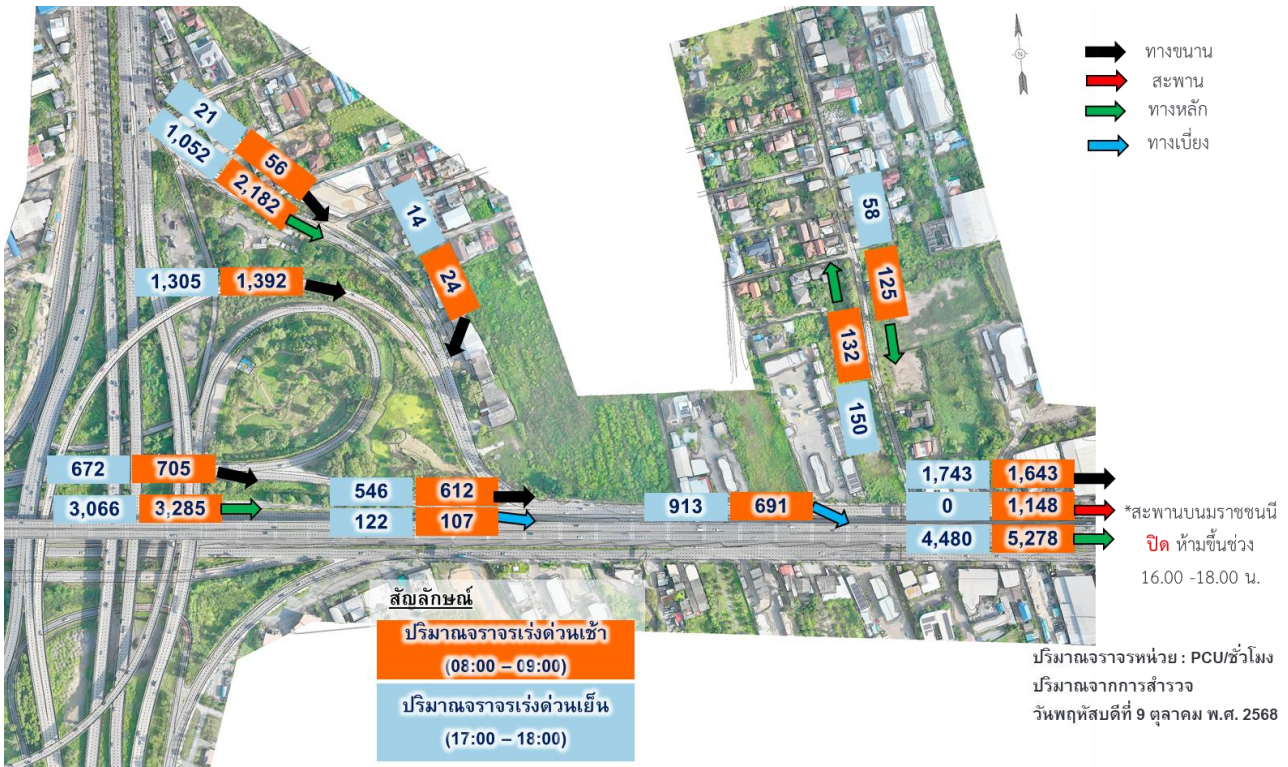 N
ทางขนาน
สะพาน
ทางหลัก
ทางเบี่ยง
21
56
1,052
2,182
14
24
58
125
1,305 1,392
132
150
672 705
3,066 3,285
546 612
122 107
913 691
1,743 1,643
0 1,148
4,480 5,278
*สะพานบนมราชชนนี
ปิด ห้ามขึ้นช่วง
16.00 -18.00 น.
สัญลักษณ์
ปริมาณจราจรเร่งด่วนเช้า
(08:00 – 09:00)
ปริมาณจราจรเร่งด่วนเย็น
(17:00 – 18:00)
ปริมาณจราจรหน่วย : PCU/ชั่วโมง
ปริมาณจากการสำรวจ
วันพฤหัสบดีที่ 9 ตุลาคม พ.ศ. 2568